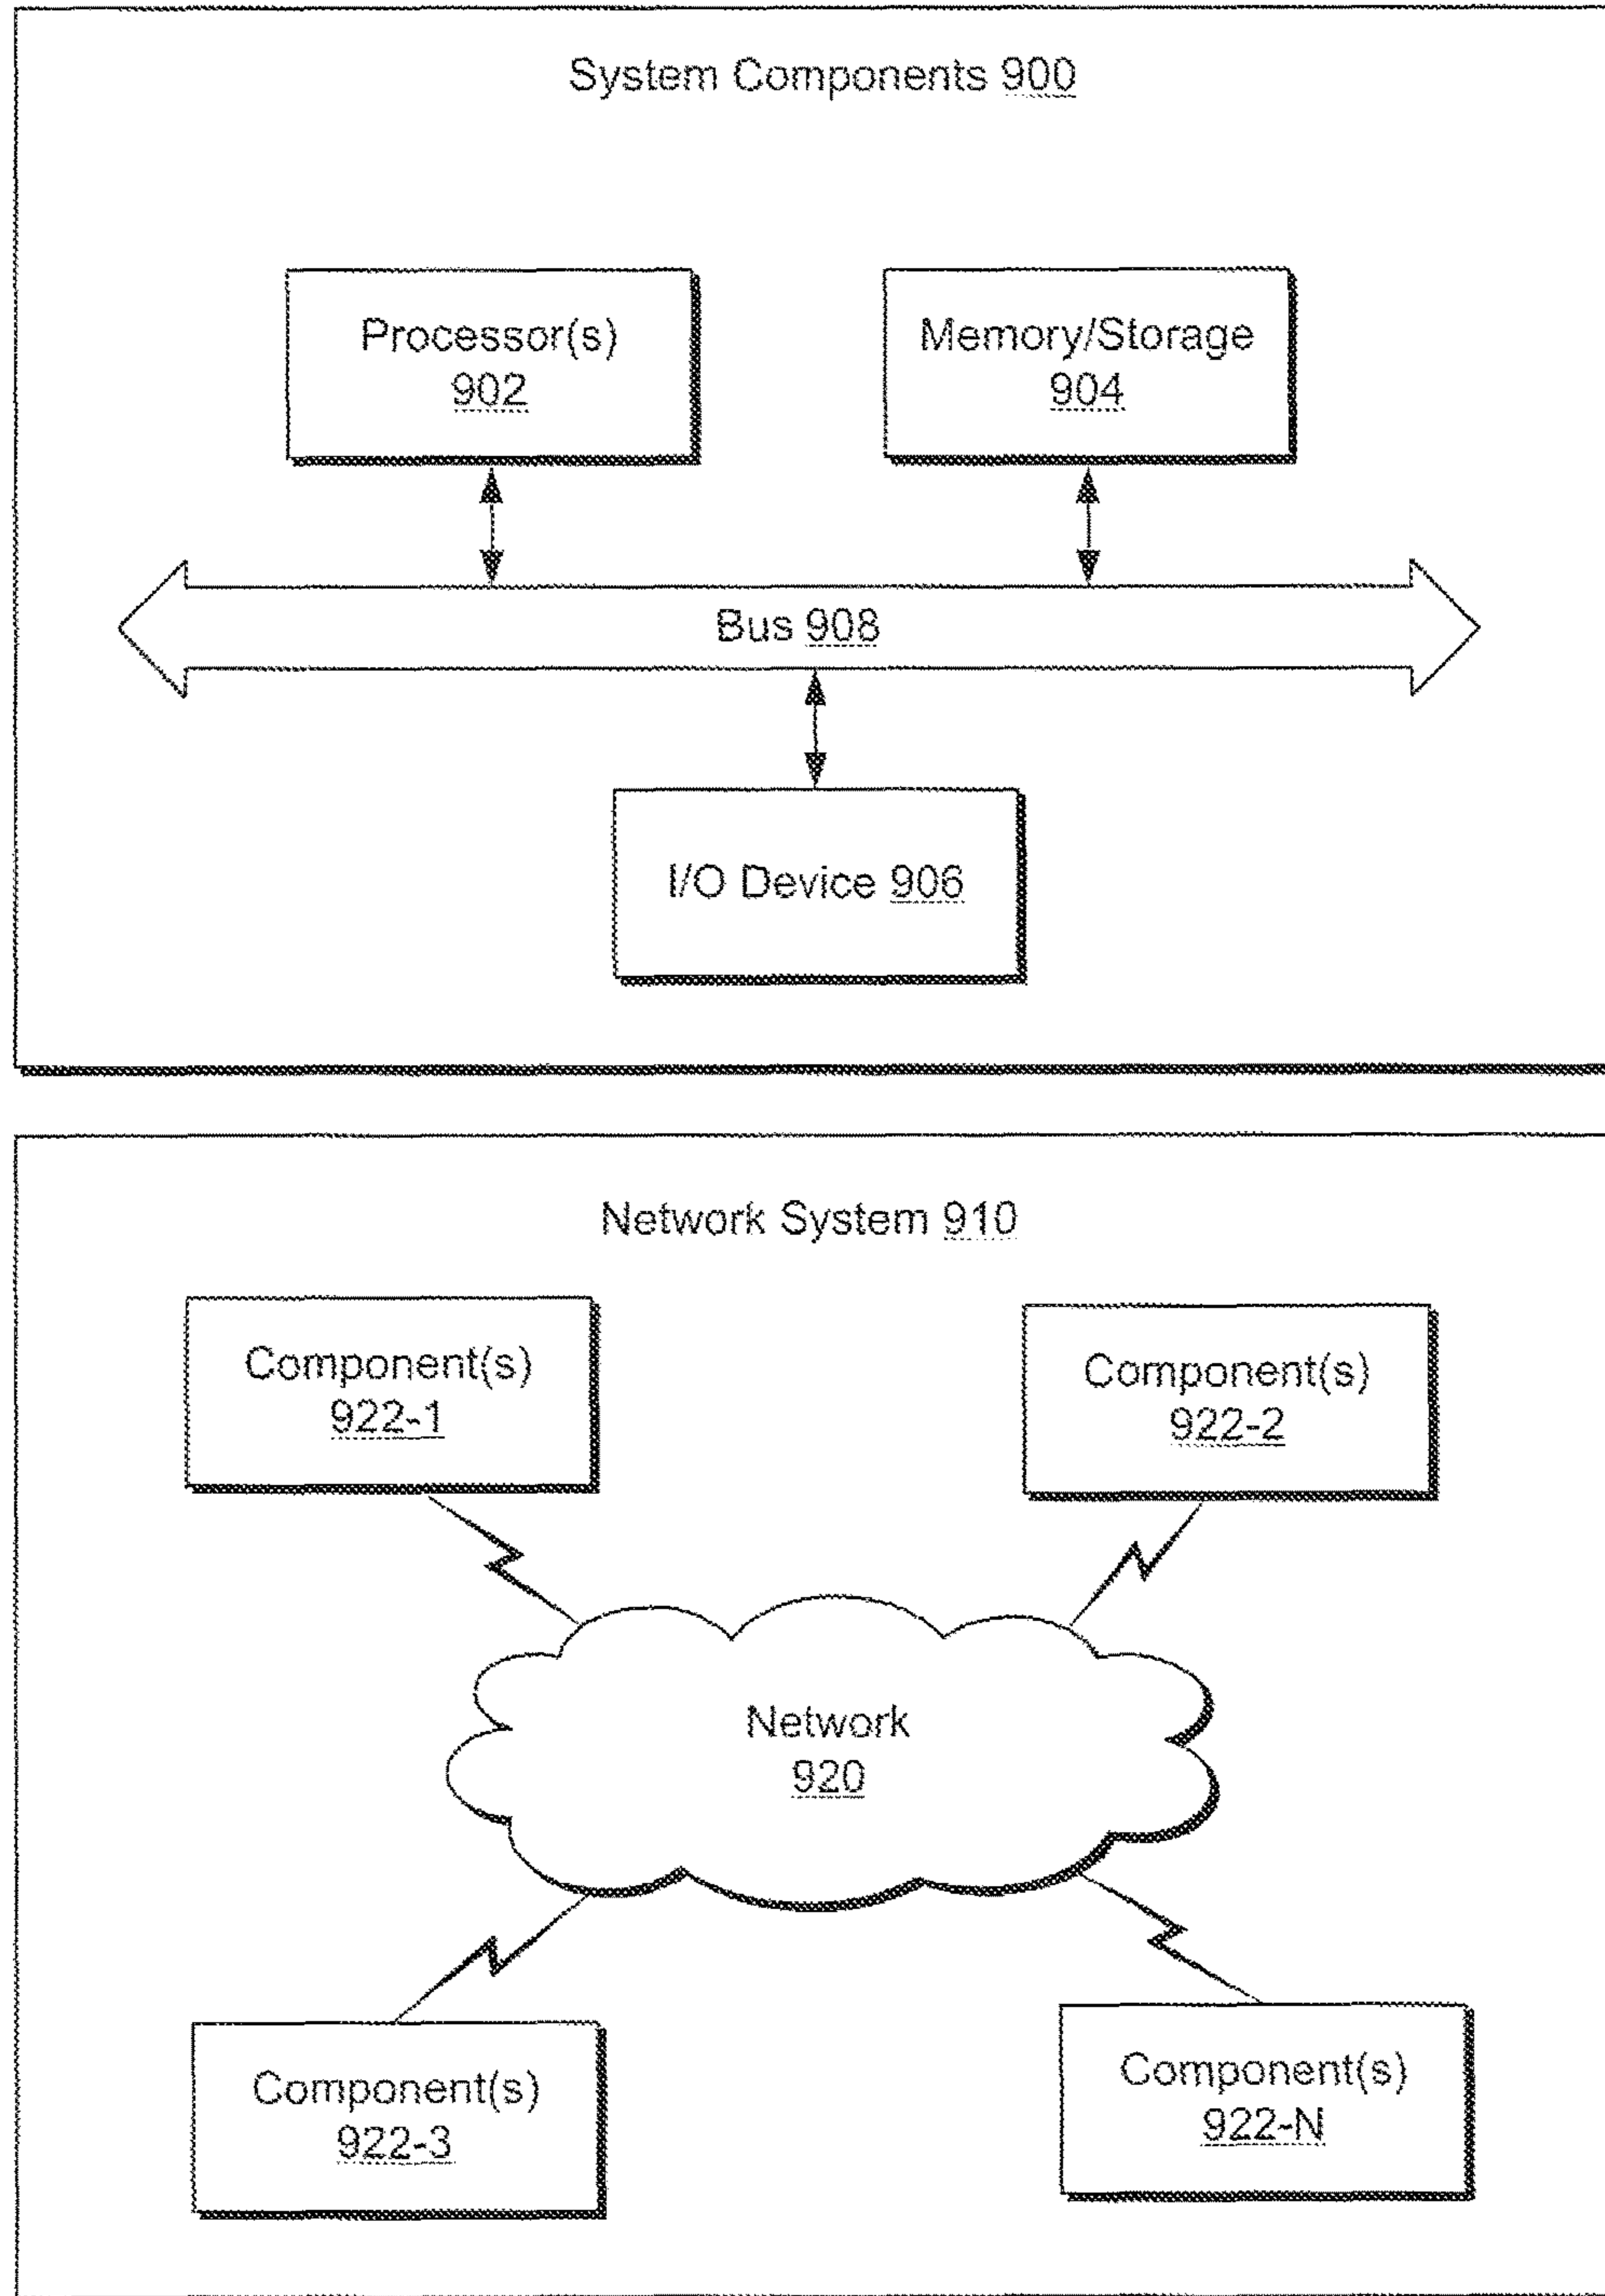 System Components 900
Processor(s)
902
Memory/Storage
904
Bus 908
I/O Device 906
Network System 910
Component(s)
922-1
Component(s)
922-2
Network
920
Component(s)
922-3
Component(s)
922-N